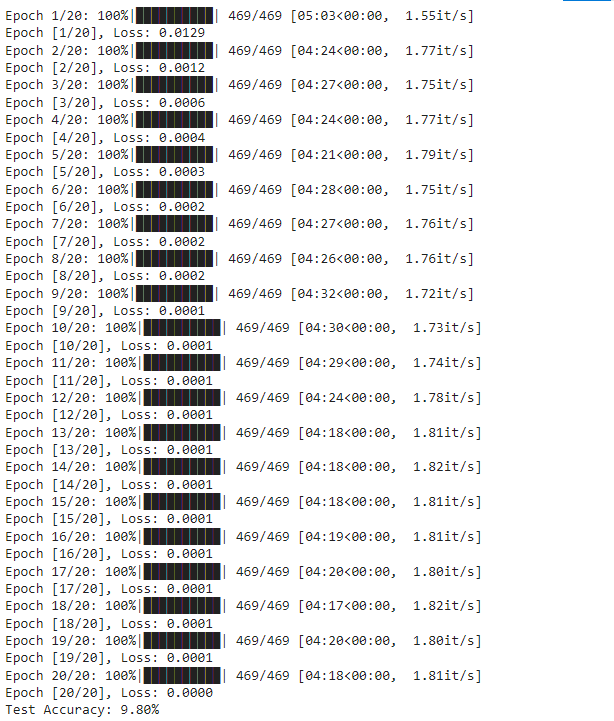 Epoch 1/20: 100%|██████████| 469/469 [05:03<00:00,  1.55it/s]
Epoch [1/20], Loss: 0.0129
Epoch 2/20: 100%|██████████| 469/469 [04:24<00:00,  1.77it/s]
Epoch [2/20], Loss: 0.0012
Epoch 3/20: 100%|██████████| 469/469 [04:27<00:00,  1.75it/s]
Epoch [3/20], Loss: 0.0006
Epoch 4/20: 100%|██████████| 469/469 [04:24<00:00,  1.77it/s]
Epoch [4/20], Loss: 0.0004
Epoch 5/20: 100%|██████████| 469/469 [04:21<00:00,  1.79it/s]
Epoch [5/20], Loss: 0.0003
Epoch 6/20: 100%|██████████| 469/469 [04:28<00:00,  1.75it/s]
Epoch [6/20], Loss: 0.0002
Epoch 7/20: 100%|██████████| 469/469 [04:27<00:00,  1.76it/s]
Epoch [7/20], Loss: 0.0002
Epoch 8/20: 100%|██████████| 469/469 [04:26<00:00,  1.76it/s]
Epoch [8/20], Loss: 0.0002
Epoch 9/20: 100%|██████████| 469/469 [04:32<00:00,  1.72it/s]
Epoch [9/20], Loss: 0.0001
Epoch 10/20: 100%|██████████| 469/469 [04:30<00:00,  1.73it/s]
Epoch [10/20], Loss: 0.0001
Epoch 11/20: 100%|██████████| 469/469 [04:29<00:00,  1.74it/s]
Epoch [11/20], Loss: 0.0001
Epoch 12/20: 100%|██████████| 469/469 [04:24<00:00,  1.78it/s]
Epoch [12/20], Loss: 0.0001
Epoch 13/20: 100%|██████████| 469/469 [04:18<00:00,  1.81it/s]
Epoch [13/20], Loss: 0.0001
Epoch 14/20: 100%|██████████| 469/469 [04:18<00:00,  1.82it/s]
Epoch [14/20], Loss: 0.0001
Epoch 15/20: 100%|██████████| 469/469 [04:18<00:00,  1.81it/s]
Epoch [15/20], Loss: 0.0001
Epoch 16/20: 100%|██████████| 469/469 [04:19<00:00,  1.81it/s]
Epoch [16/20], Loss: 0.0001
Epoch 17/20: 100%|██████████| 469/469 [04:20<00:00,  1.80it/s]
Epoch [17/20], Loss: 0.0001
Epoch 18/20: 100%|██████████| 469/469 [04:17<00:00,  1.82it/s]
Epoch [18/20], Loss: 0.0001
Epoch 19/20: 100%|██████████| 469/469 [04:20<00:00,  1.80it/s]
Epoch [19/20], Loss: 0.0001
Epoch 20/20: 100%|██████████| 469/469 [04:18<00:00,  1.81it/s]
Epoch [20/20], Loss: 0.0000
Test Accuracy: 9.80%